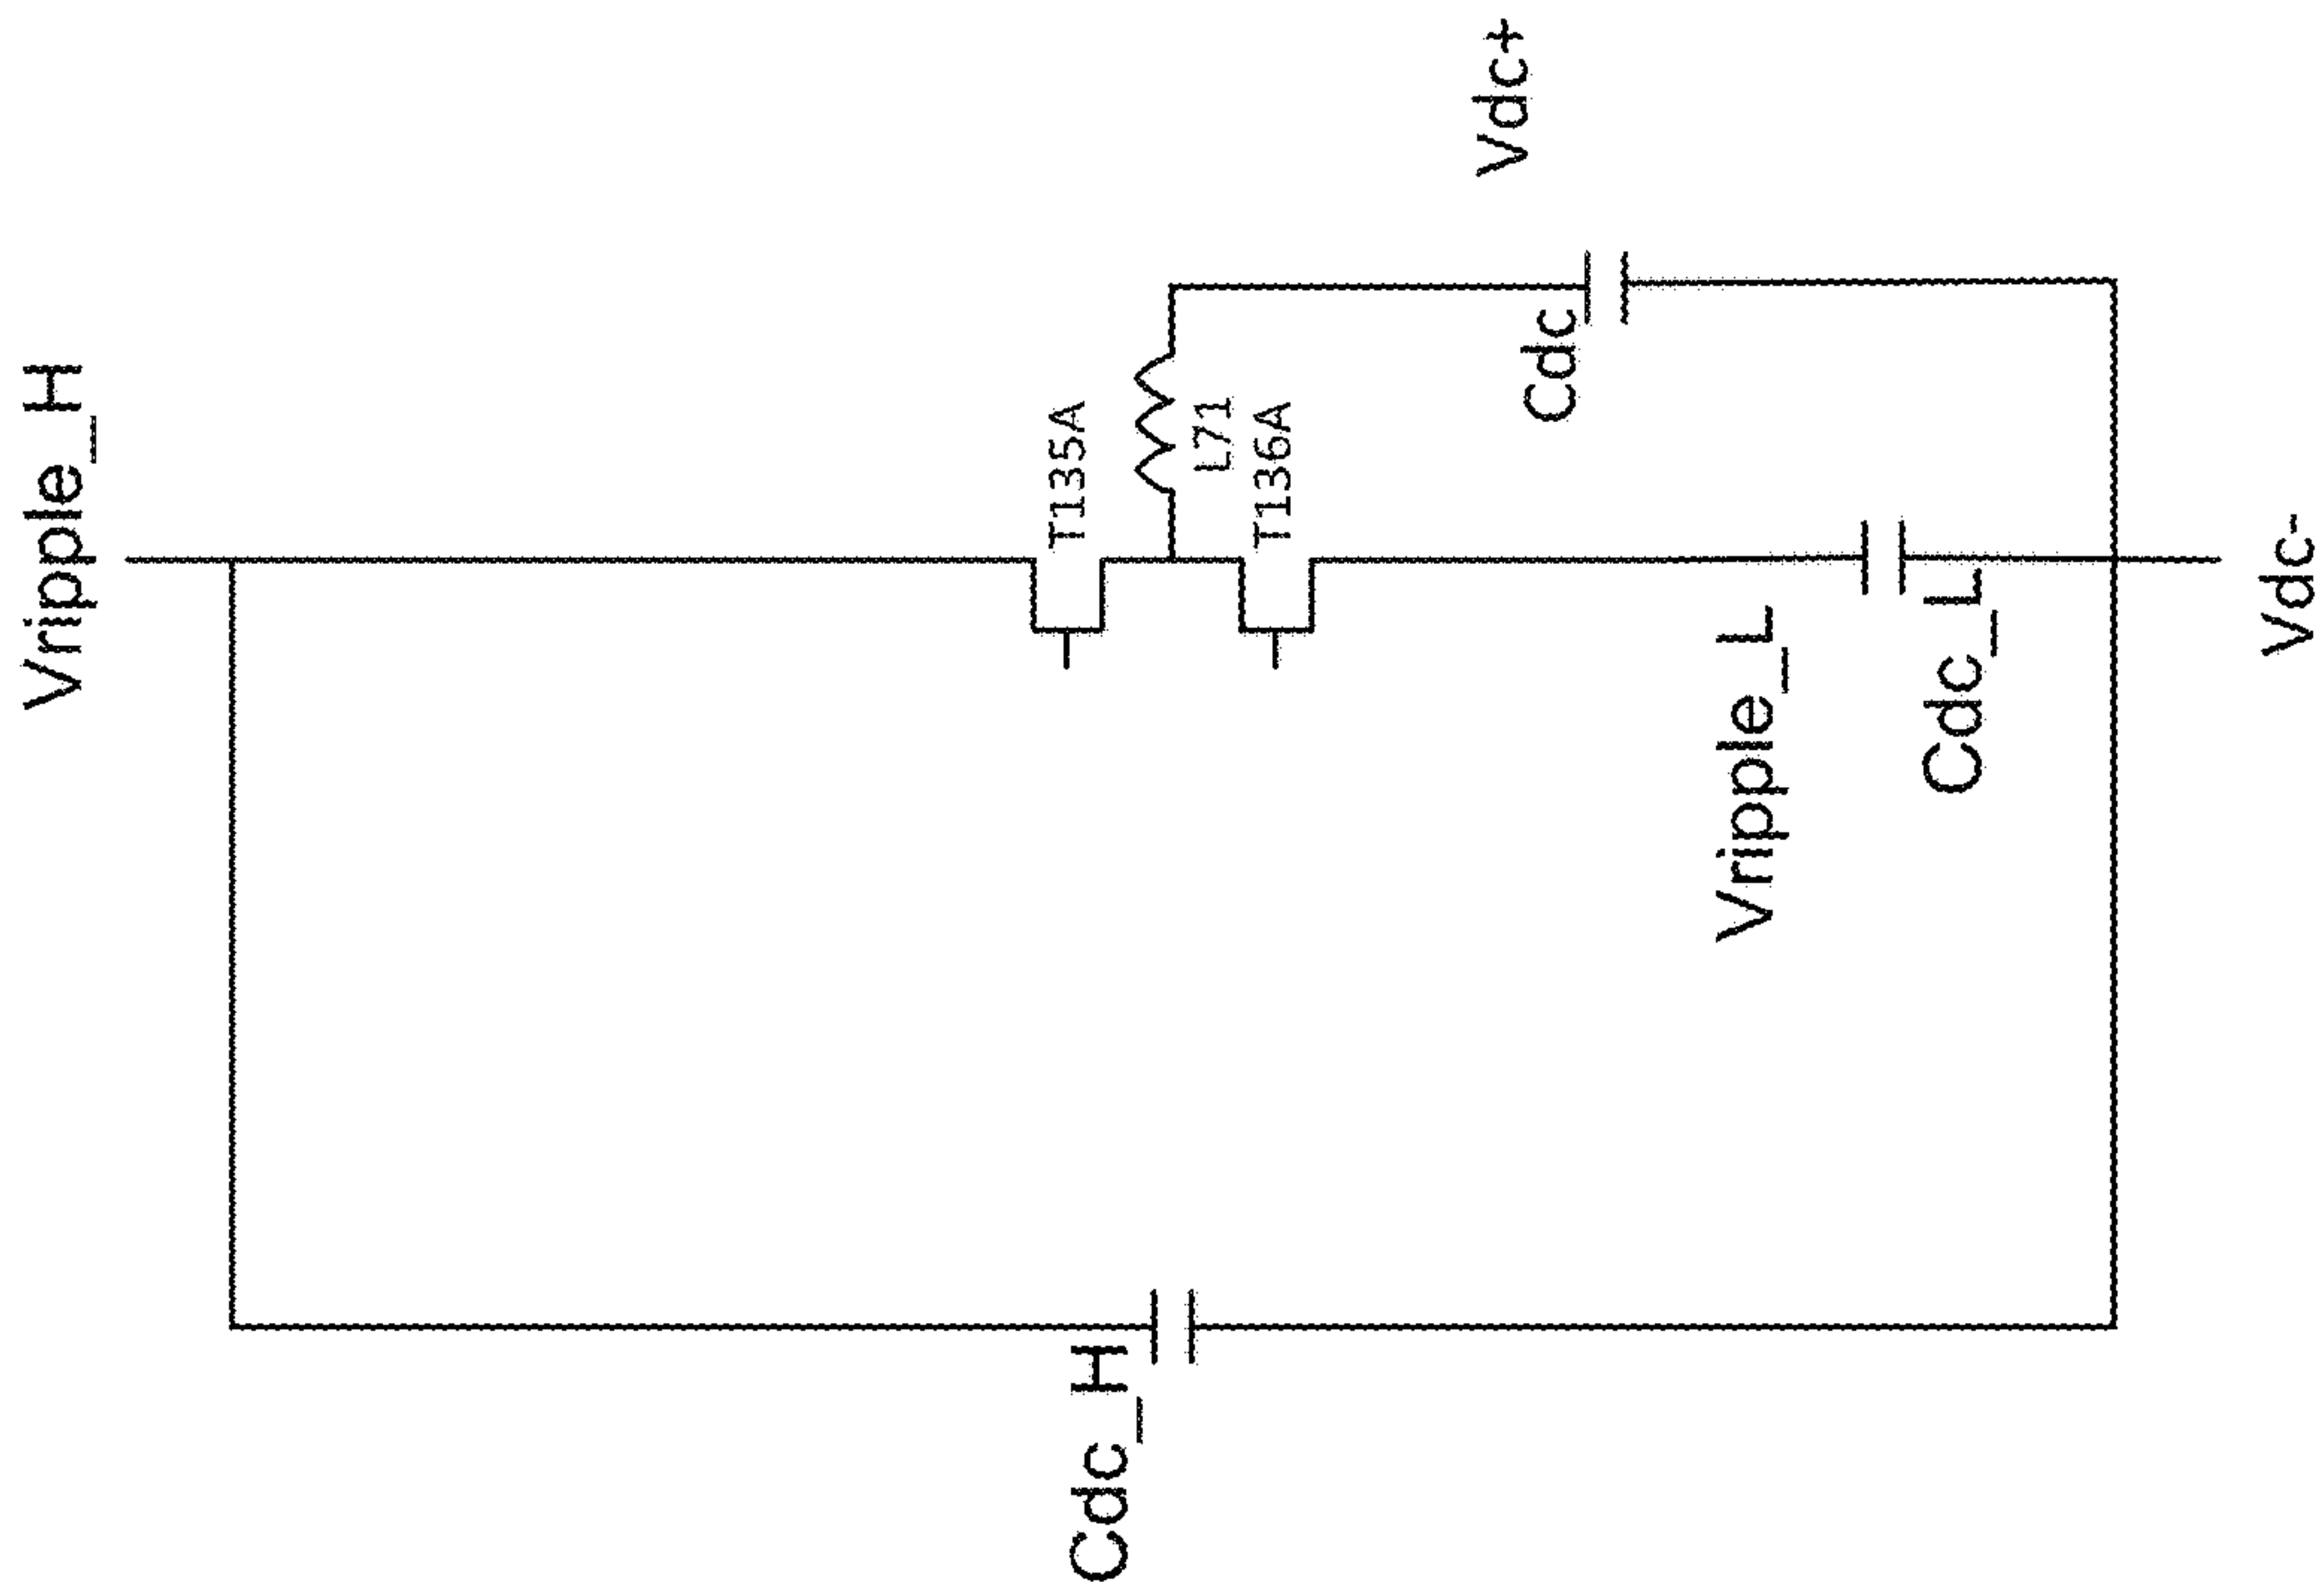 Vripple_H
Vdc+
T135A
L71
T136A
Cdc
Cdc_H
Vripple_L
Cdc_L
Vdc-